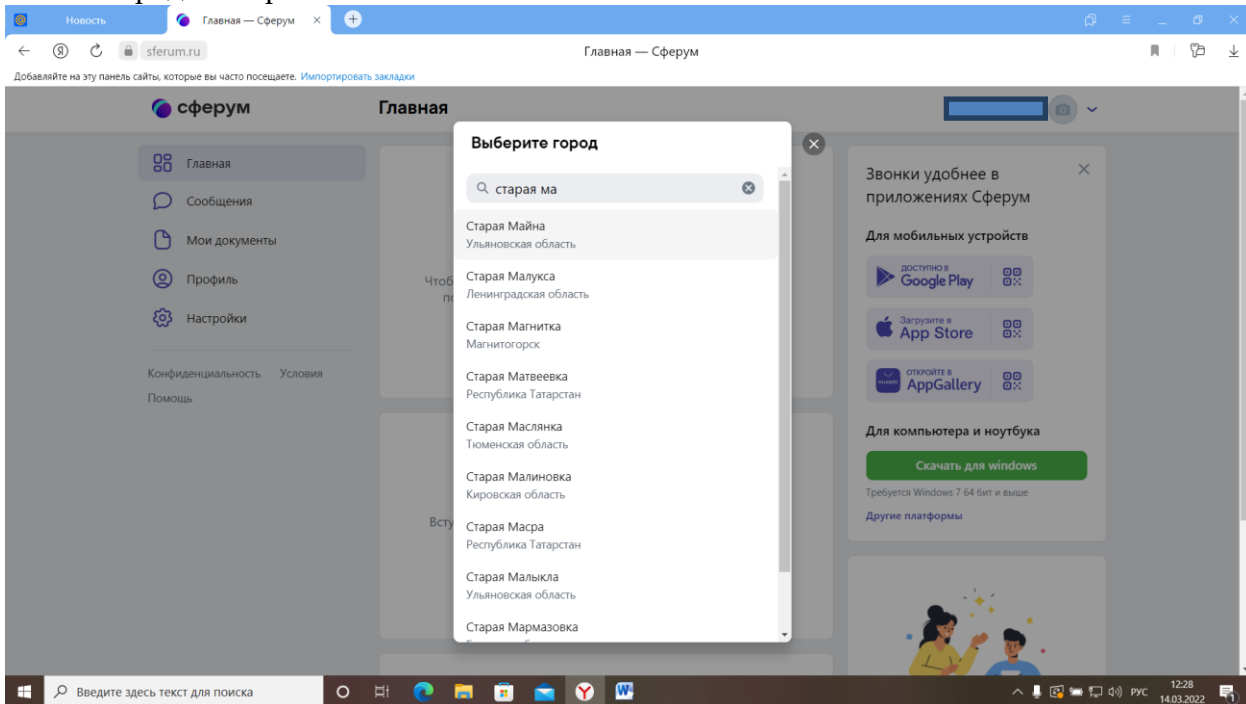 Новость
Главная — Сферум
sferum.ru
Главная — Сферум
Добавляйте на эту панель сайты, которые вы часто посещаете. Импортировать закладки
сферум
Главная
Главная
Сообщения
Мои документы
Профиль
Настройки
Конфиденциальность Условия
Помощь
Чтоб
Всту
Выберите город
старая ма
Старая Майна
Ульяновская область
Старая Малукса
Ленинградская область
Старая Магнитка
Магнитогорск
Старая Матвеевка
Республика Татарстан
Старая Маслянка
Тюменская область
Старая Малиновка
Кировская область
Старая Масра
Республика Татарстан
Старая Малыкла
Ульяновская область
Старая Мармазовка
Звонки удобнее в
приложениях Сферум
Для мобильных устройств
ДОСТУПНО В
Google Play
Загрузите в
App Store
ОТКРОЙТЕ В
AppGallery
Для компьютера и ноутбука
Скачать для windows
Требуется Windows 7 64 бит и выше
Другие платформы
Введите здесь текст для поиска
РУС
12:28
14.03.2022